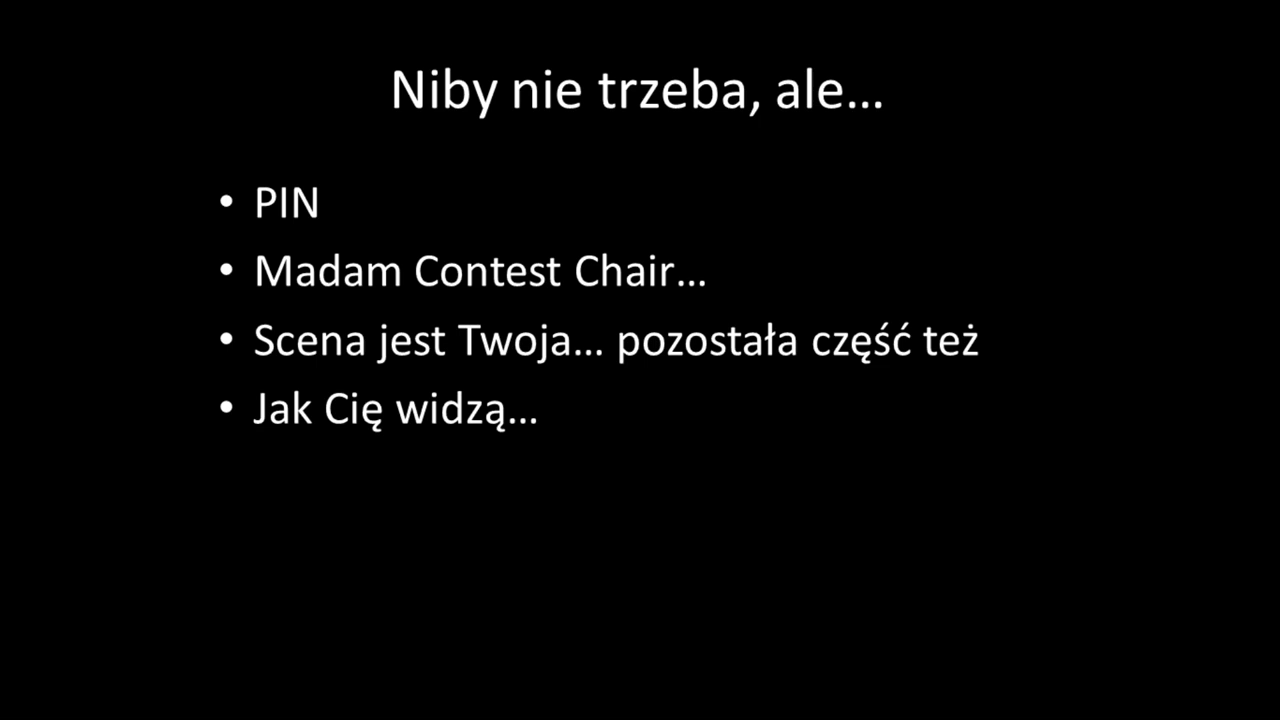 Niby nie trzeba, ale…
• PIN
• Madam Contest Chair…
• Scena jest Twoja… pozostała część też
• Jak Cię widzą…